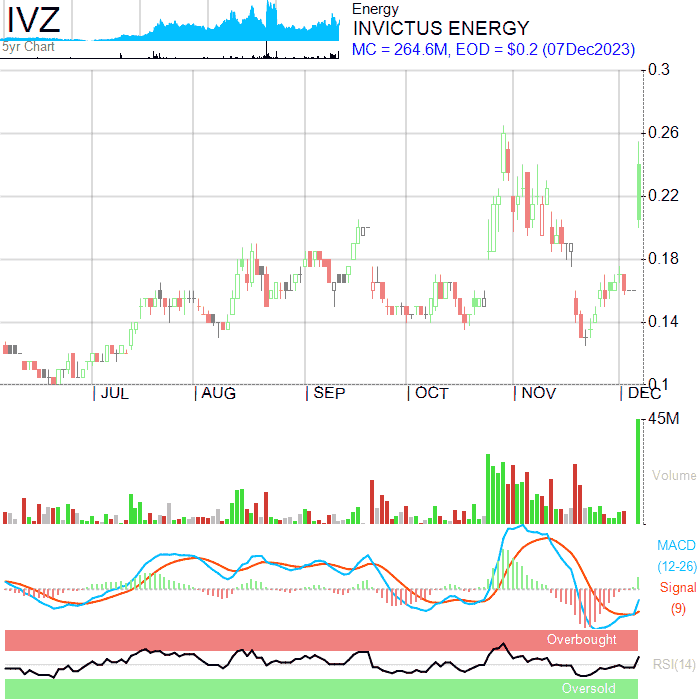 IVZ
5yr Chart
Energy
INVICTUS ENERGY
MC = 264.6M, EOD = $0.2 (07Dec2023)
0.3
0.26
0.22
0.18
0.14
0.1
JUL AUG SEP OCT NOV DEC
45M
Volume
MACD
(12-26)
Signal
(9)
Overbought
RSI(14)
Oversold